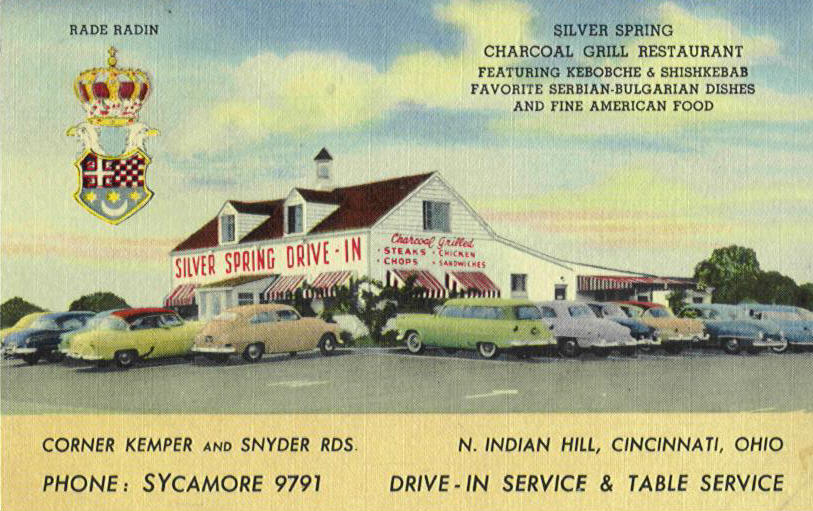 RADE RADIN
SILVER SPRING
CHARCOAL GRILL RESTAURANT
FEATURING KEBOBCHE & SHISHKEBAB
FAVORITE SERBIAN-BULGARIAN DISHES
AND FINE AMERICAN FOOD
SILVER SPRING DRIVE-IN
Charcoal Grilled
• STEAKS • CHICKEN
• CHOPS • SANDWICHES
CORNER KEMPER AND SNYDER RDS.
N. INDIAN HILL, CINCINNATI, OHIO
PHONE: SYCAMORE 9791
DRIVE-IN SERVICE & TABLE SERVICE